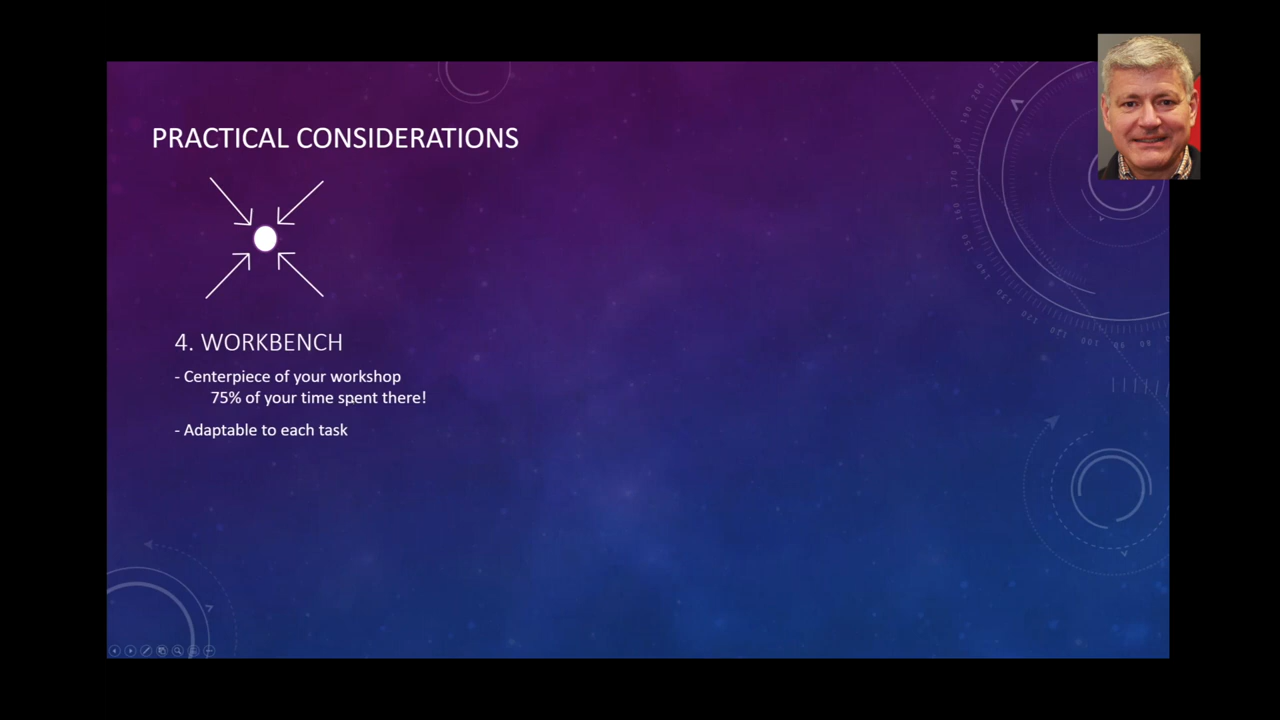 PRACTICAL CONSIDERATIONS
4. WORKBENCH
- Centerpiece of your workshop
75% of your time spent there!
- Adaptable to each task